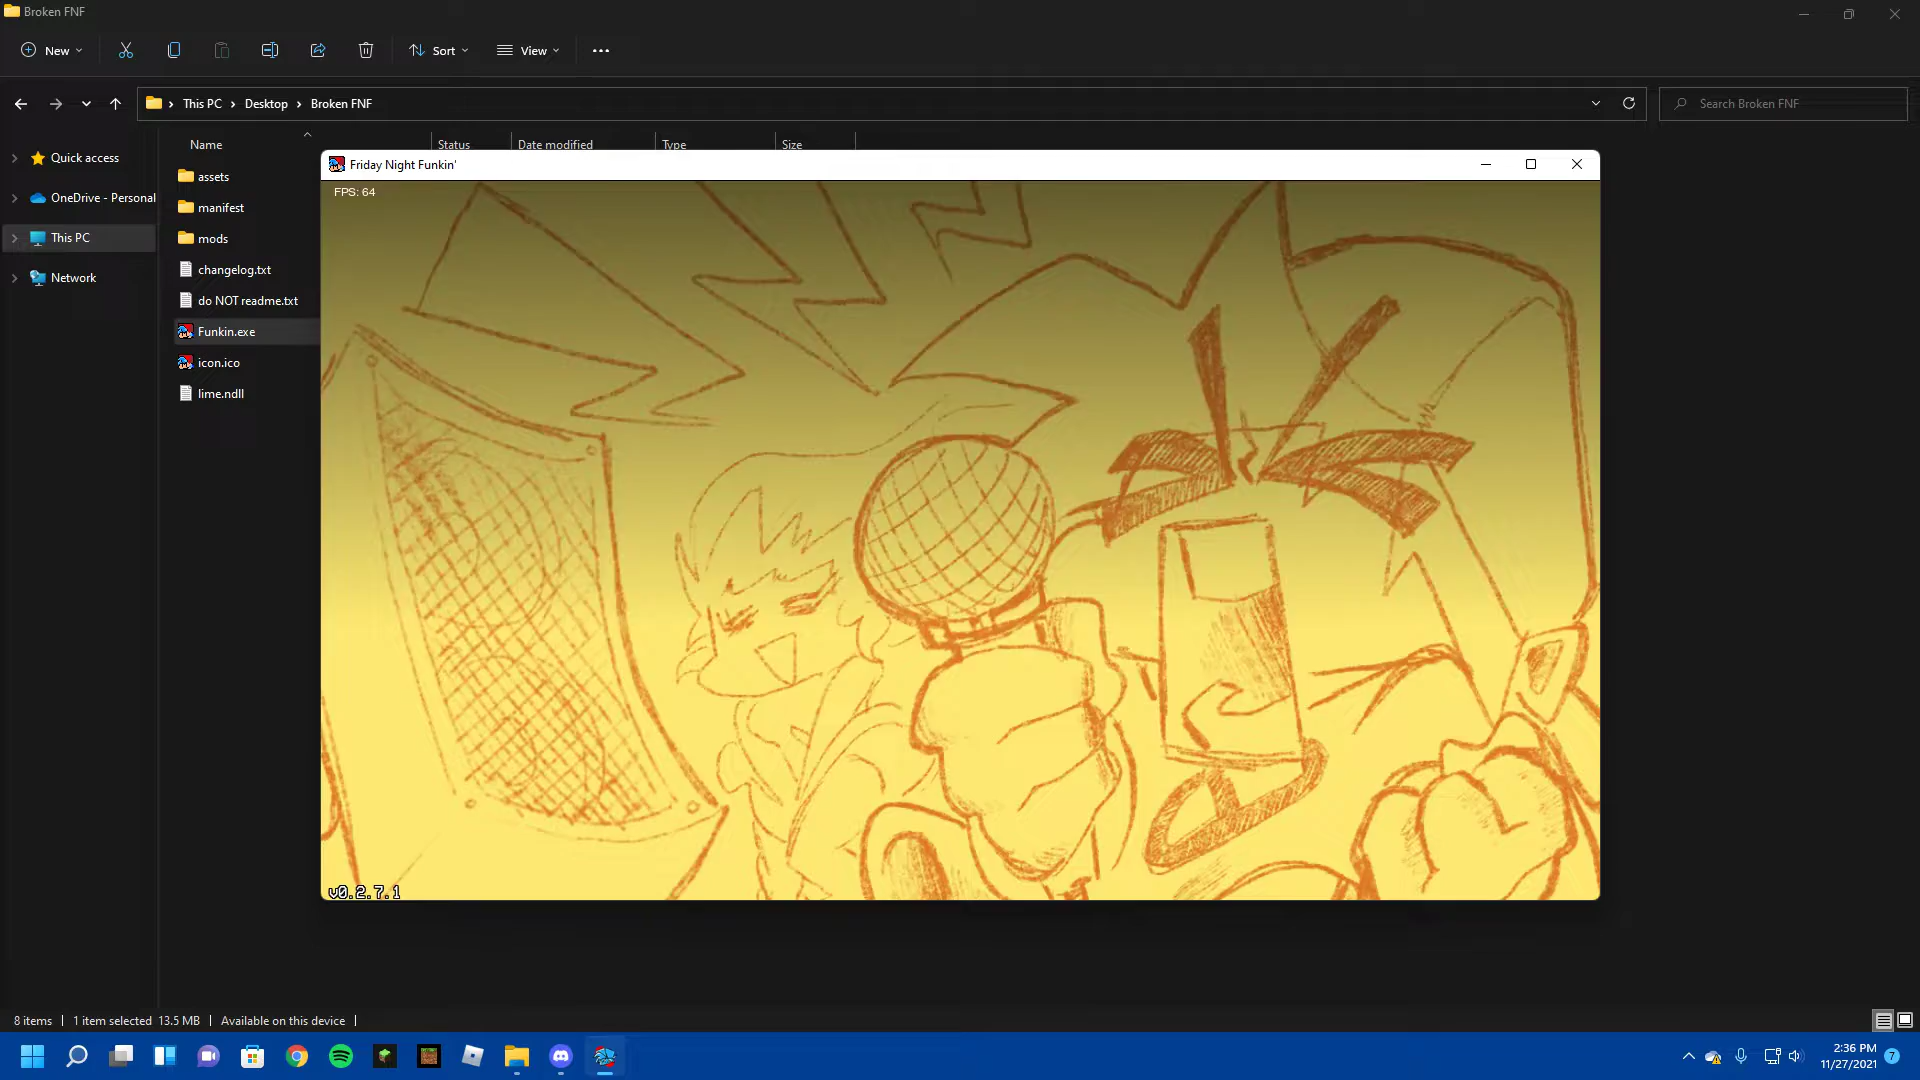 Broken FNF
New
Sort
View
This PC
Desktop
Broken FNF
Search Broken FNF
Name
Status
Date modified
Type
Size
Quick access
OneDrive - Personal
This PC
Network
assets
manifest
mods
changelog.txt
do NOT readme.txt
Funkin.exe
icon.ico
lime.ndll
Friday Night Funkin'
FPS: 64
v0.2.7.1
8 items
1 item selected 13.5 MB
Available on this device
2:36 PM
11/27/2021
7